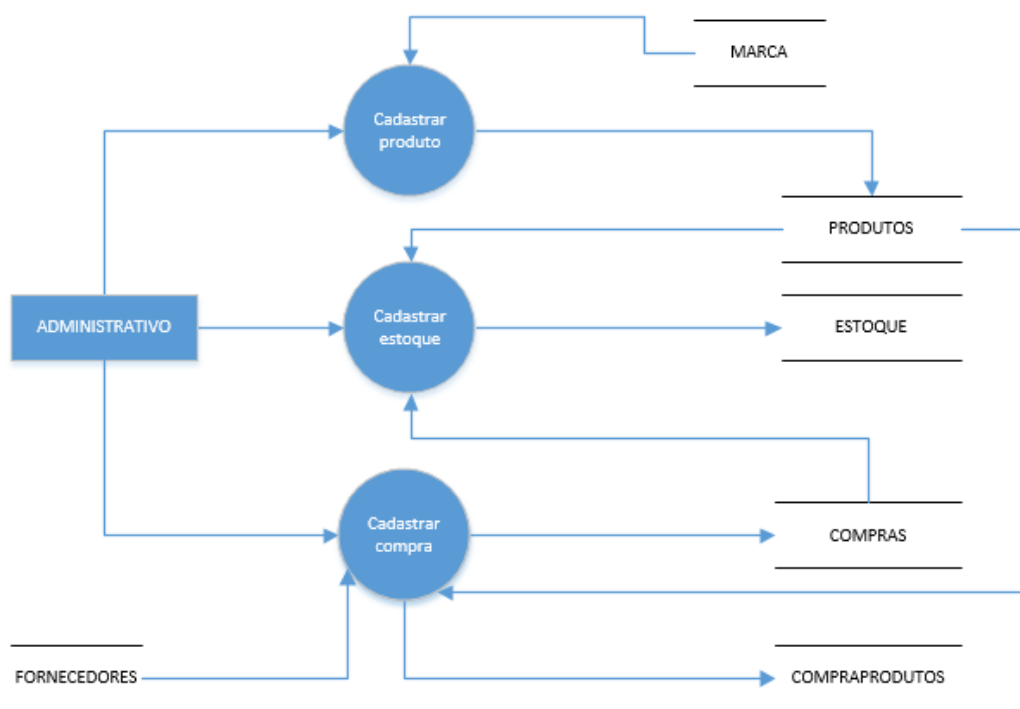 MARCA
Cadastrar
produto
PRODUTOS
ADMINISTRATIVO
Cadastrar
estoque
ESTOQUE
Cadastrar
compra
COMPRAS
FORNECEDORES
COMPRAPRODUTOS